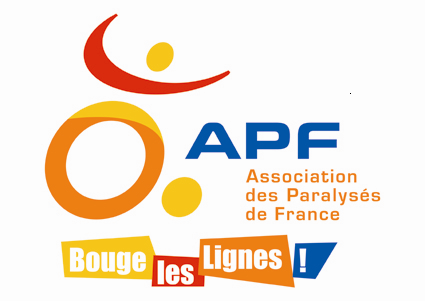 APF
Association
des Paralysés
de France
Bouge les Lignes !